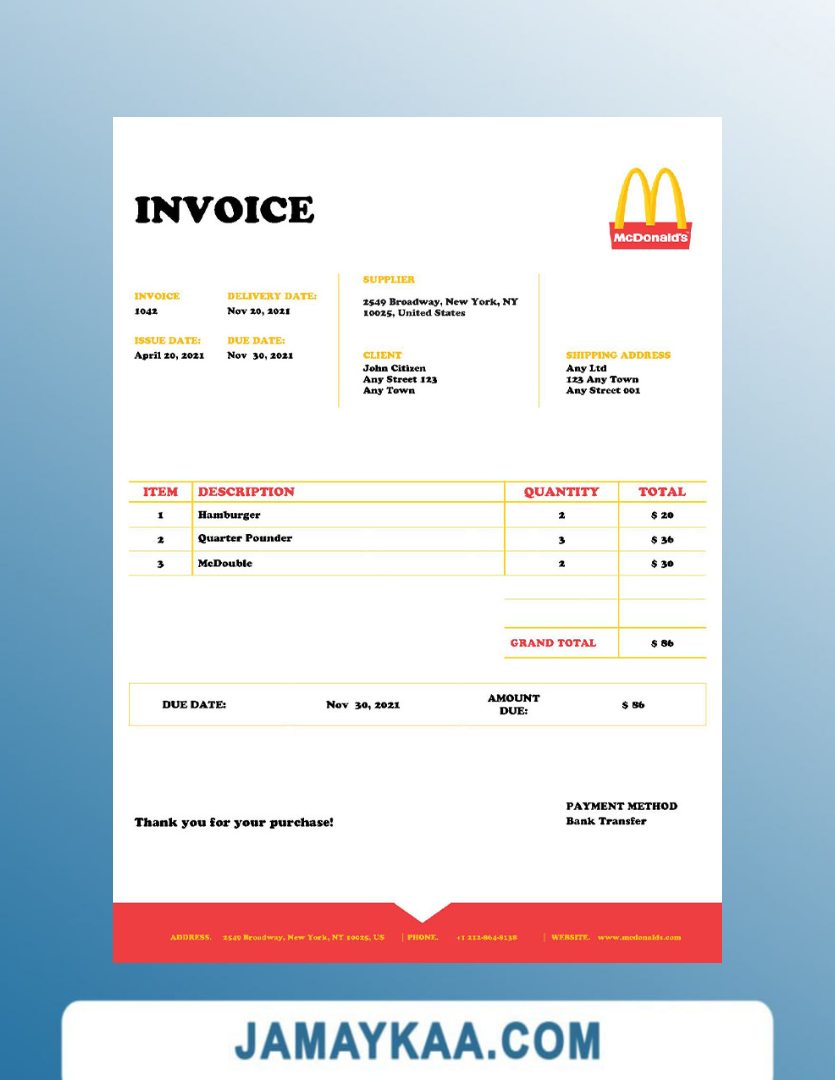 INVOICE
McDonald's
INVOICE
1042
DELIVERY DATE:
Nov 20, 2021
ISSUE DATE:
April 20, 2021
DUE DATE:
Nov 30, 2021
SUPPLIER
2549 Broadway, New York, NY
10025, United States
CLIENT
John Citizen
Any Street 123
Any Town
SHIPPING ADDRESS
Any Ltd
123 Any Town
Any Street 001
ITEM DESCRIPTION QUANTITY TOTAL
1 Hamburger 2 $ 20
2 Quarter Pounder 3 $ 36
3 McDouble 2 $ 30
GRAND TOTAL $ 86
DUE DATE: Nov 30, 2021 AMOUNT DUE: $ 86
Thank you for your purchase!
PAYMENT METHOD
Bank Transfer
ADDRESS. 2549 Broadway, New York, NY 10025, US | PHONE. +1 212-864-8138 | WEBSITE. www.mcdonalds.com
JAMAYKAA.COM